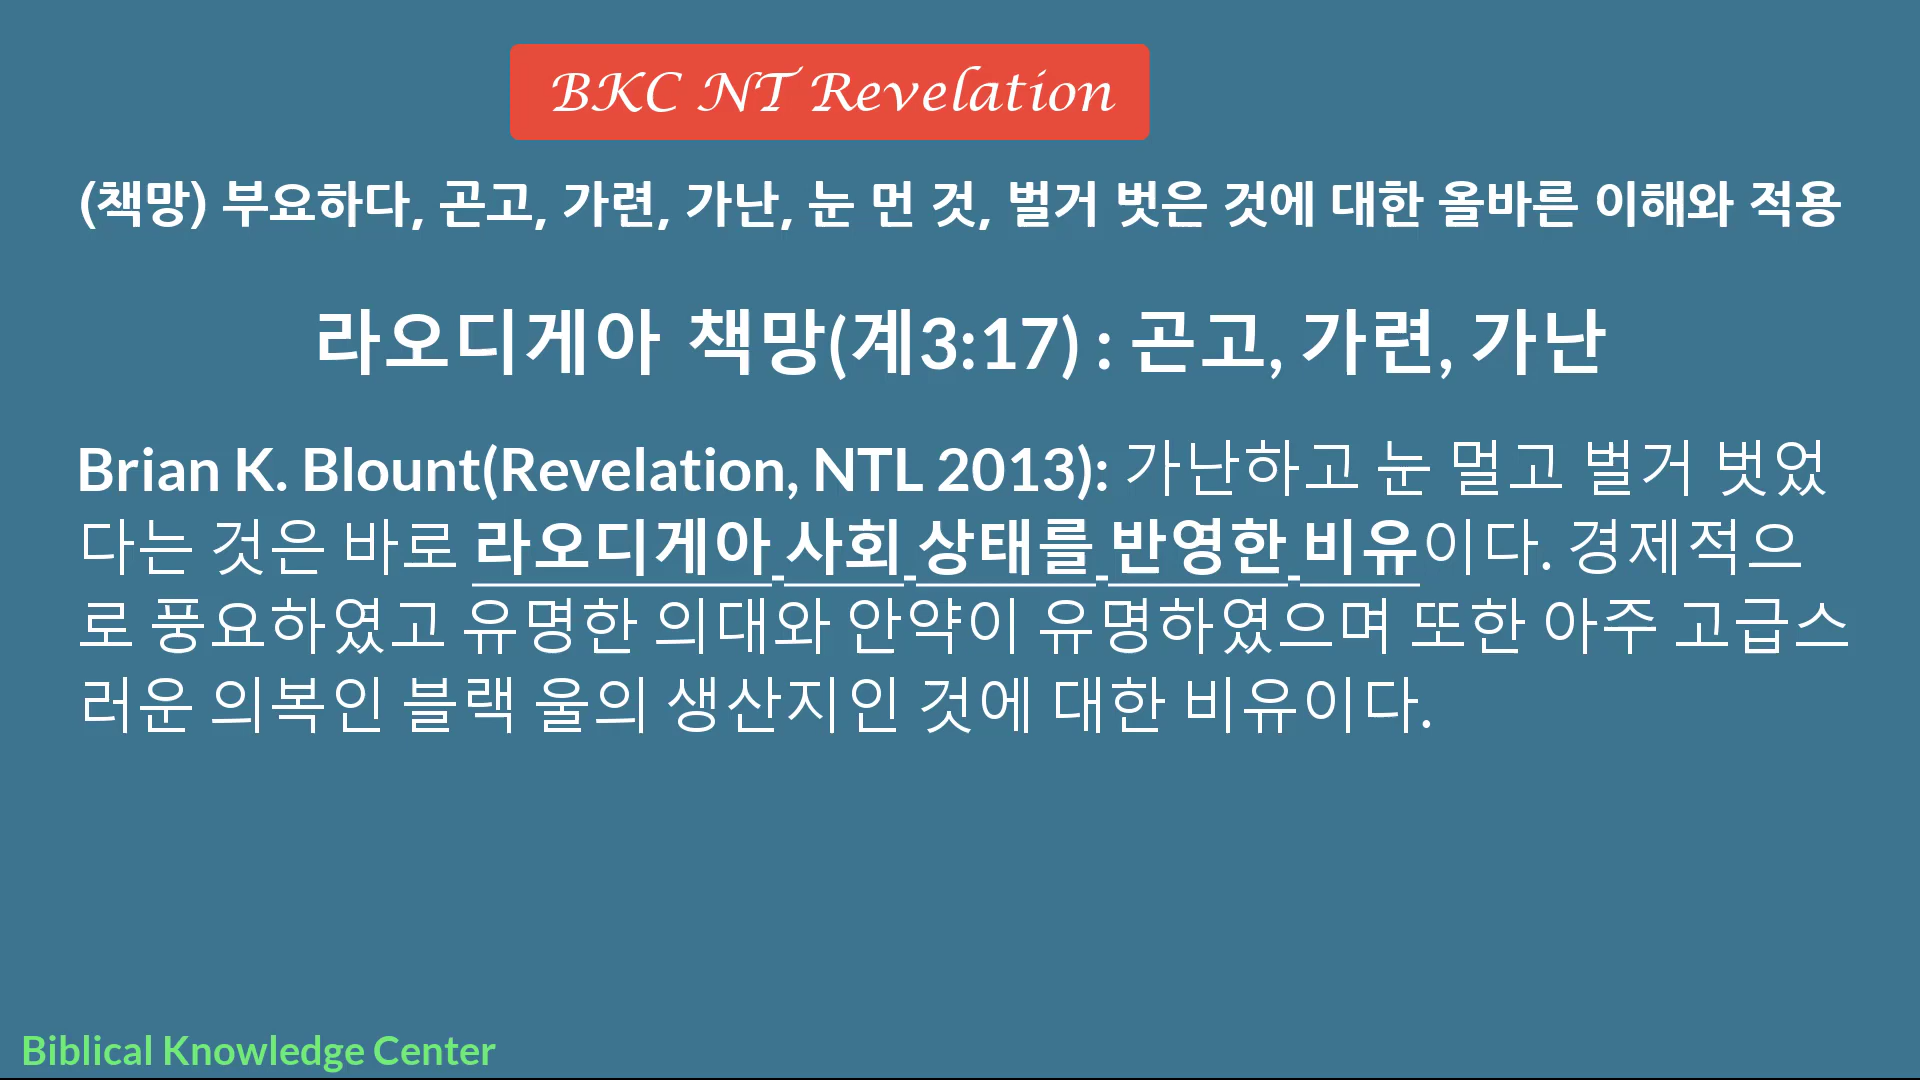 BKC NT Revelation
(책망) 부요하다, 곤고, 가련, 가난, 눈 먼 것, 벌거 벗은 것에 대한 올바른 이해와 적용
라오디게아 책망(계3:17) : 곤고, 가련, 가난
Brian K. Blount(Revelation, NTL 2013): 가난하고 눈 멀고 벌거 벗었
다는 것은 바로 라오디게아 사회 상태를 반영한 비유이다. 경제적으
로 풍요하였고 유명한 의대와 안약이 유명하였으며 또한 아주 고급스
러운 의복인 블랙 울의 생산지인 것에 대한 비유이다.
Biblical Knowledge Center